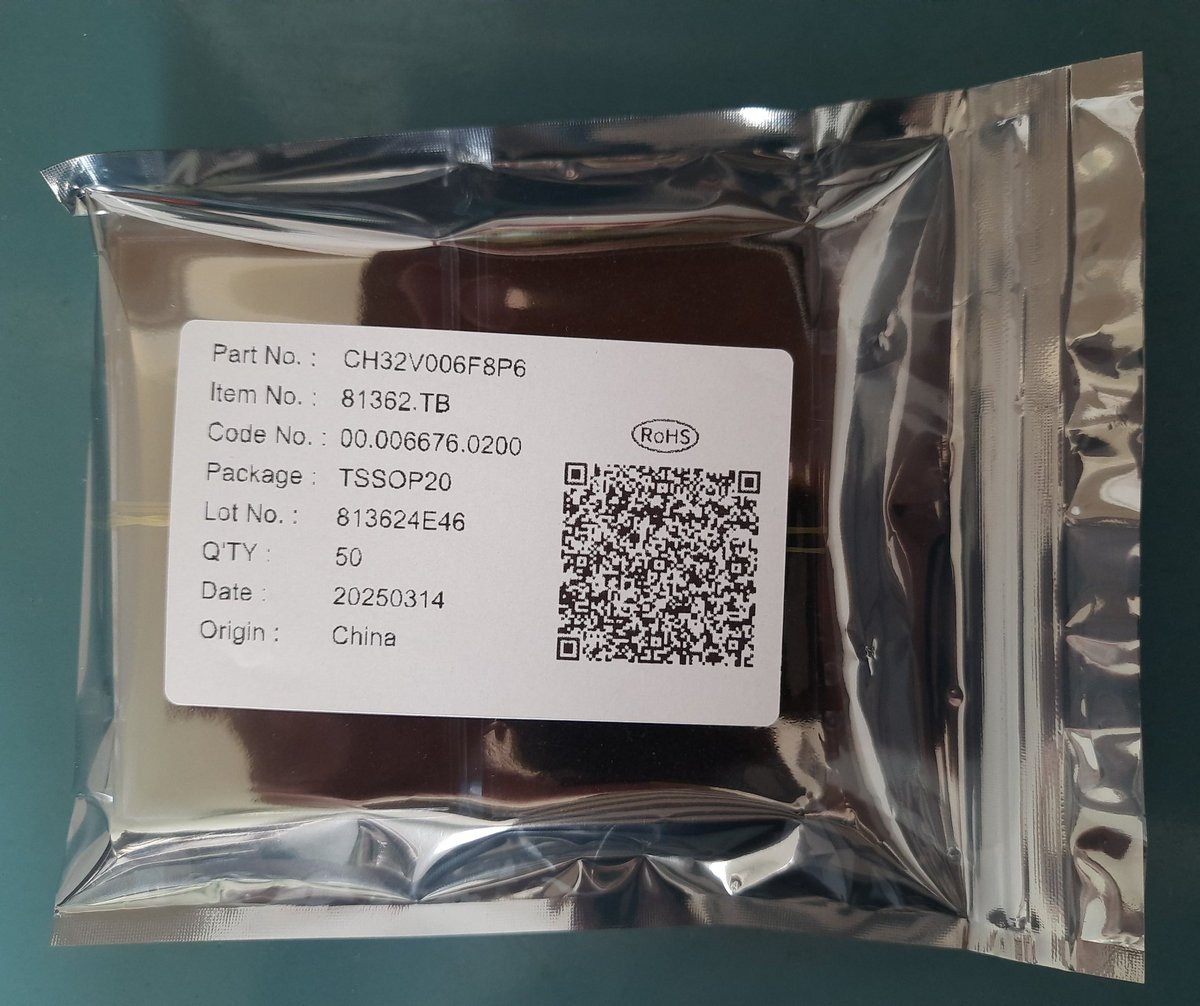 Part No. : CH32V006F8P6
Item No. : 81362.TB
Code No. : 00.006676.0200
Package : TSSOP20
Lot No. : 813624E46
Q'TY : 50
Date : 20250314
Origin : China
RoHS